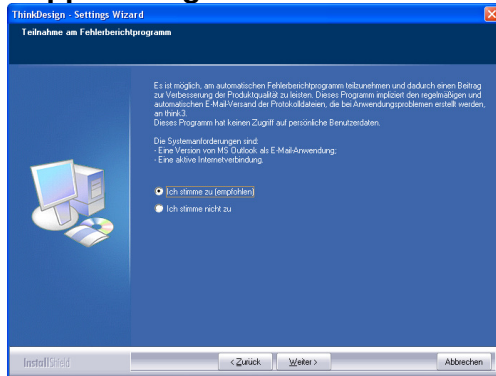 ThinkDesign - Settings Wizard
Teilnahme am Fehlerberichtprogramm
Es ist möglich, am automatischen Fehlerberichtprogramm teilzunehmen und dadurch einen Beitrag
zur Verbesserung der Produktqualität zu leisten. Dieses Programm impliziert den regelmäßigen und
automatischen E-Mail-Versand der Protokolldateien, die bei Anwendungsproblemen erstellt werden,
an think3.
Dieses Programm hat keinen Zugriff auf persönliche Benutzerdaten.
Die Systemanforderungen sind:
- Eine Version von MS Outlook als E-Mail-Anwendung;
- Eine aktive Internetverbindung.
Ich stimme zu (empfohlen)
Ich stimme nicht zu
InstallShield
< Zurück
Weiter >
Abbrechen